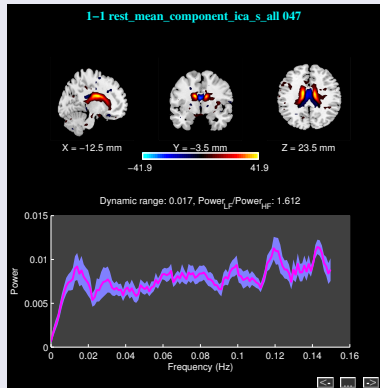 1-1 rest_mean_component_ica_s_all 047
X = -12.5 mm
Y = -3.5 mm
Z = 23.5 mm
-41.9
41.9
Dynamic range: 0.017, Power_LF/Power_HF: 1.612
0.015
0.01
0.005
0
Power
0 0.02 0.04 0.06 0.08 0.1 0.12 0.14 0.16
Frequency (Hz)
<- ... ->